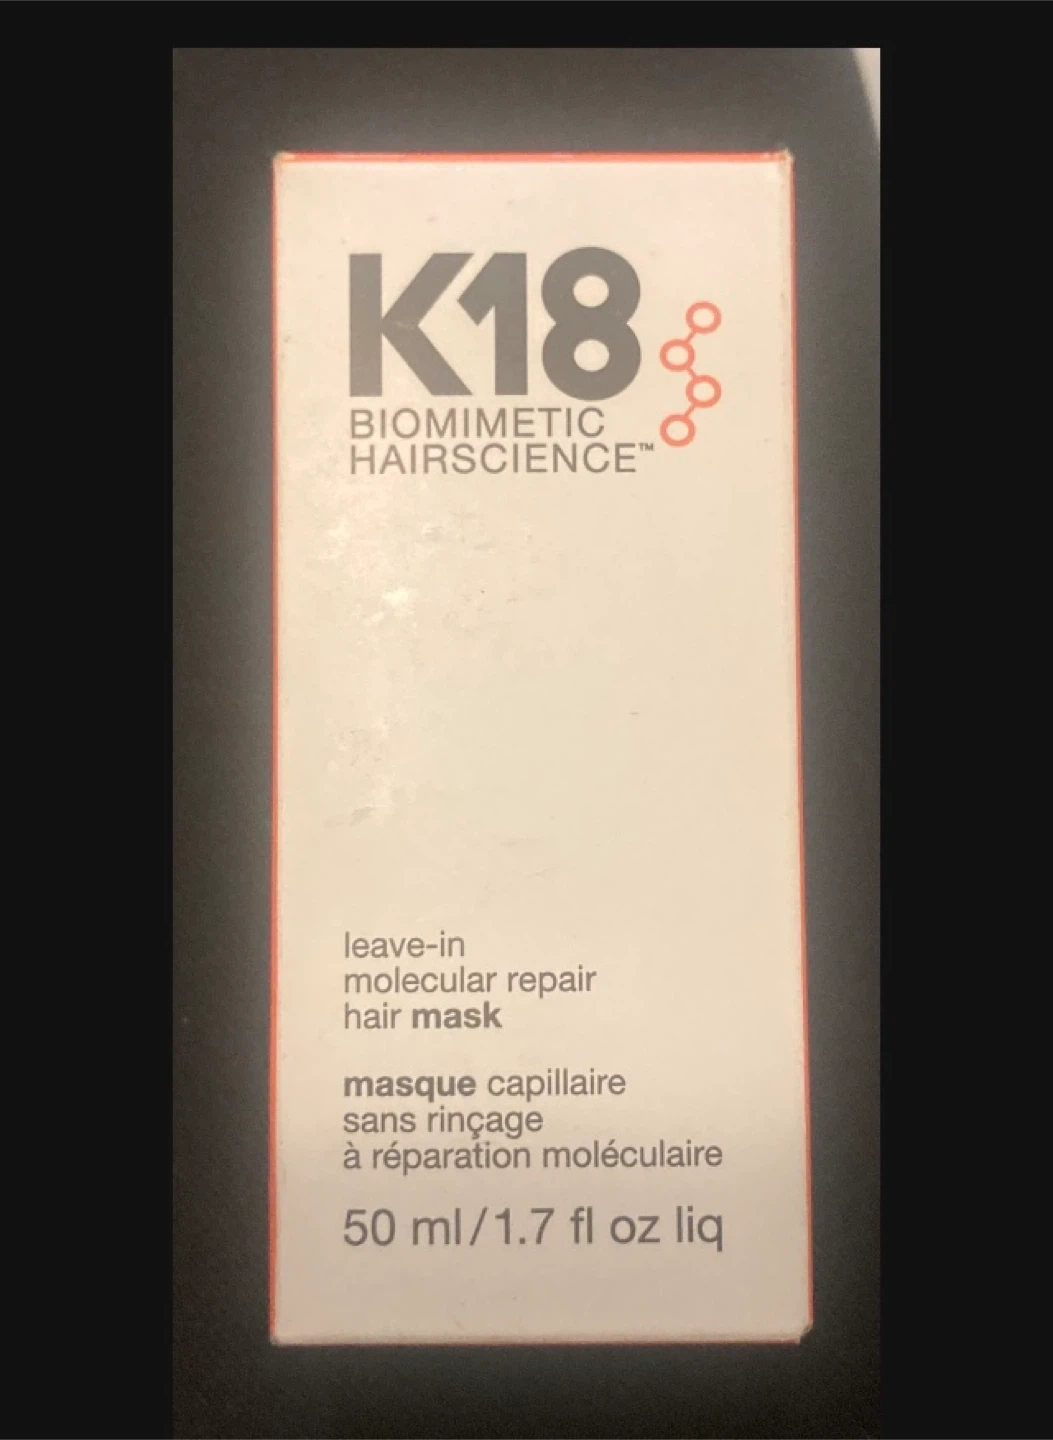 K18
BIOMIMETIC
HAIRSCIENCE™
leave-in
molecular repair
hair mask
masque capillaire
sans rinçage
à réparation moléculaire
50 ml/1.7 fl oz liq